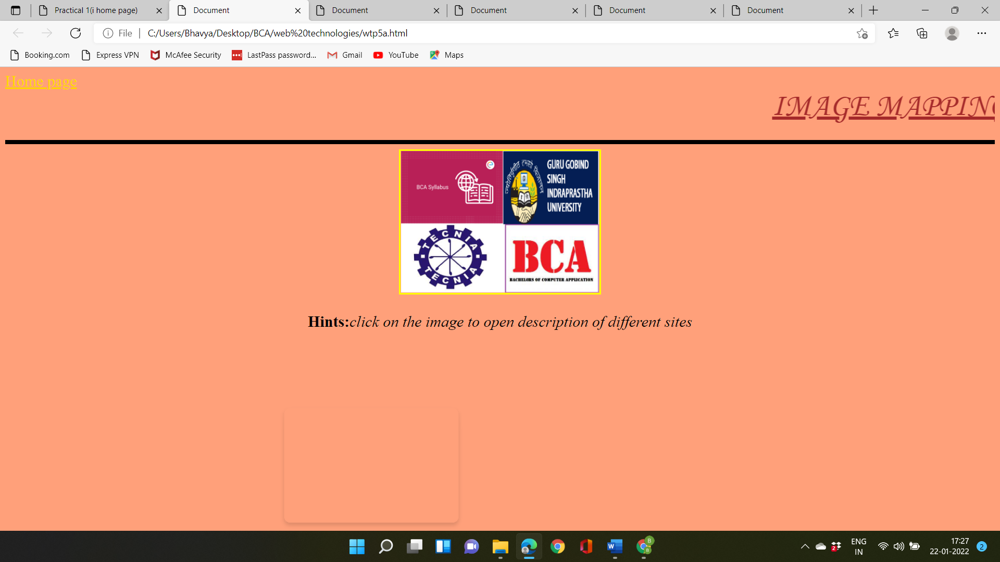 Practical 1(i home page)
Document
Document
Document
Document
Document
File
C:/Users/Bhavya/Desktop/BCA/web%20technologies/wtp5a.html
Booking.com
Express VPN
McAfee Security
LastPass password...
Gmail
YouTube
Maps
Home page
IMAGE MAPPING
BCA Syllabus
GURU GOBIND
SINGH
INDRAPRASTHA
UNIVERSITY
TECNIA
TECNIA
BCA
BACHELORS OF COMPUTER APPLICATION
Hints:click on the image to open description of different sites
ENG
IN
17:27
22-01-2022
2
2
W
B
B